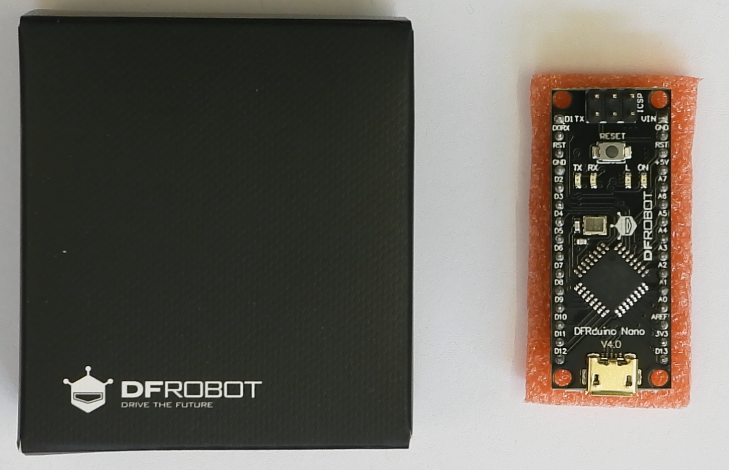 DFROBOT
DRIVE THE FUTURE
ICSP
D1TX
VIN
D0RX
GND
RESET
RST
RST
GND
+5V
TX RX
L ON
D2
A7
D3
A6
D4
A5
A4
D6
A3
D7
A2
DFROBOT
D8
A1
D9
A0
D10
AREF
D11
DFRduino Nano
3V3
V4.0
D12
D13